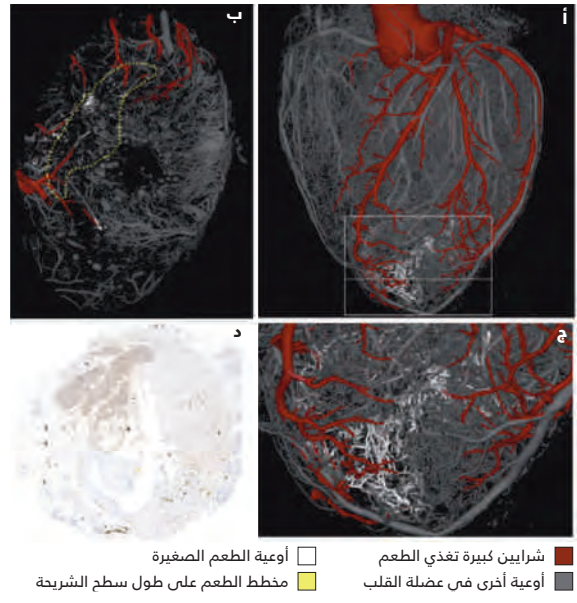 أ
ب
ج
د
شرايين كبيرة تغذي الطعم
أوعية الطعم الصغيرة
أوعية أخرى في عضلة القلب
مخطط الطعم على طول سطح الشريحة